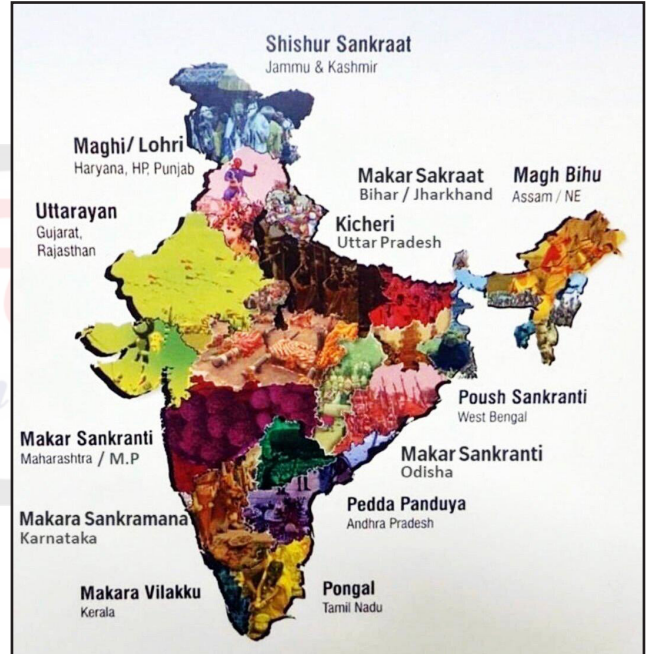 Shishur Sankraat
Jammu & Kashmir
Maghi/ Lohri
Haryana, HP, Punjab
Makar Sakraat
Bihar / Jharkhand
Magh Bihu
Assam / NE
Uttarayan
Gujarat,
Rajasthan
Kicheri
Uttar Pradesh
Poush Sankranti
West Bengal
Makar Sankranti
Maharashtra / M.P
Makar Sankranti
Odisha
Pedda Panduya
Andhra Pradesh
Makara Sankramana
Karnataka
Makara Vilakku
Kerala
Pongal
Tamil Nadu